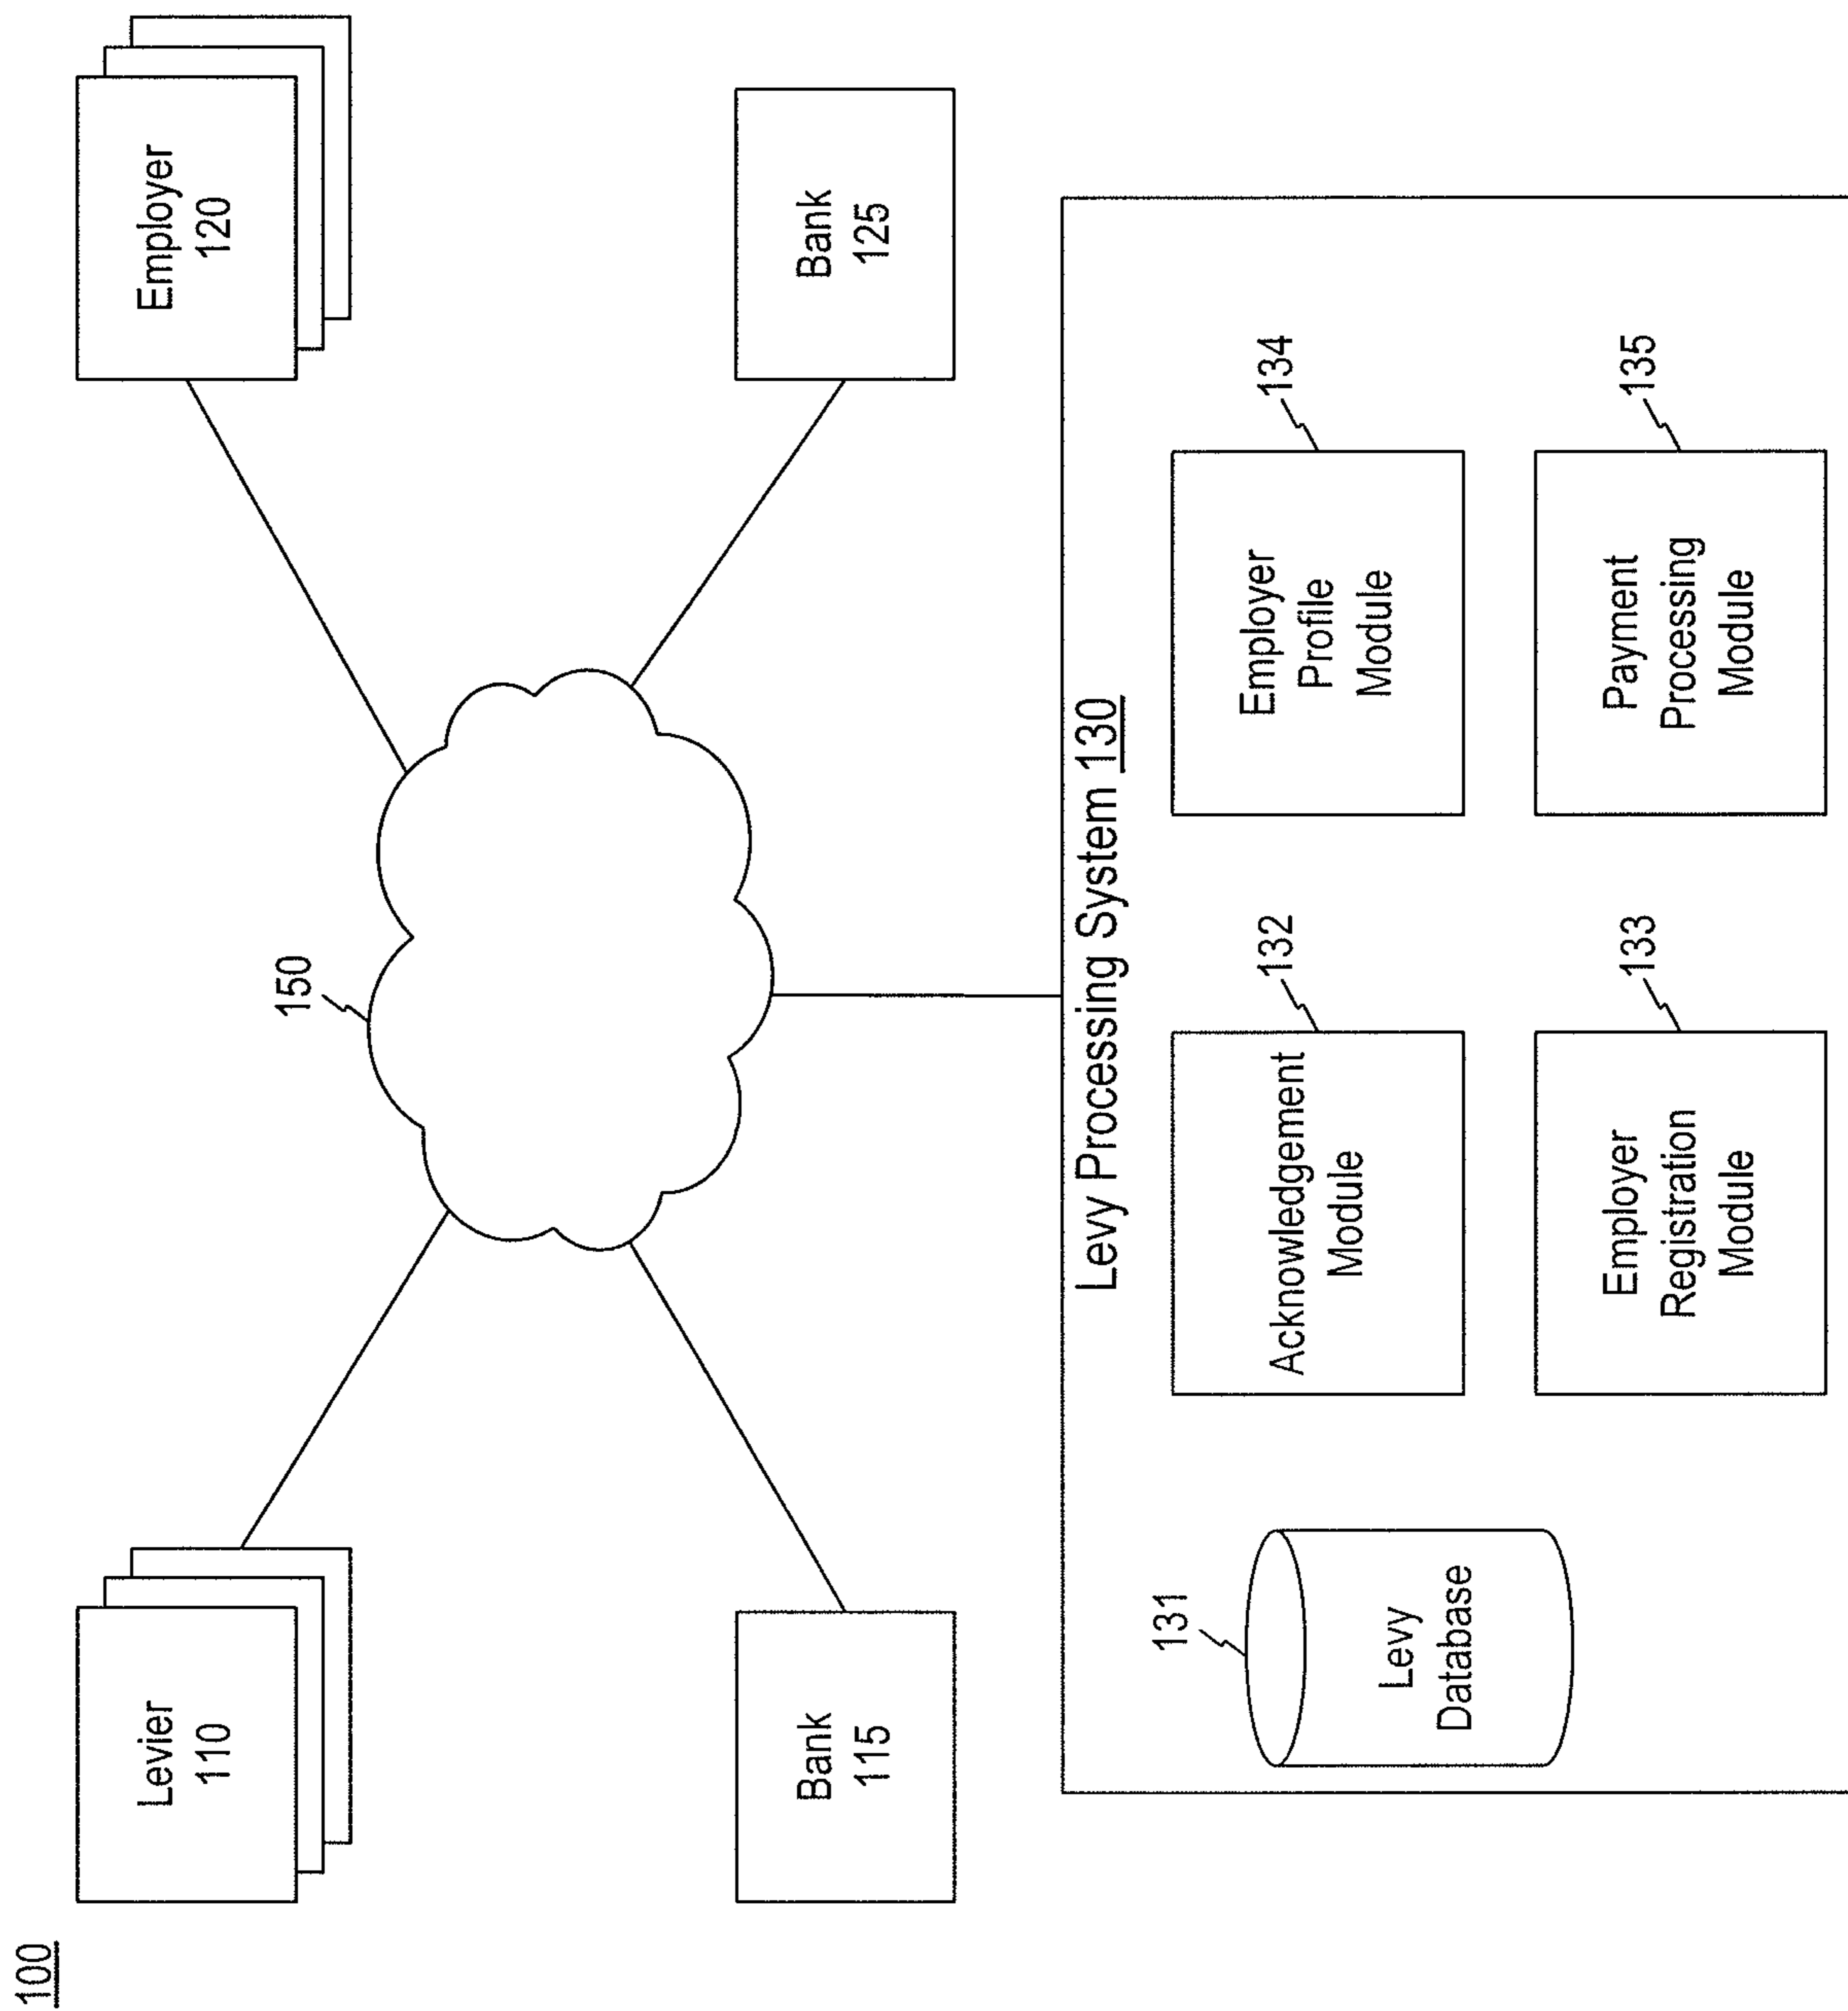 100
Levier
110
Employer
120
150
Bank
115
Bank
125
Levy Processing System 130
131
Levy
Database
132
Acknowledgement
Module
134
Employer
Profile
Module
133
Employer
Registration
Module
135
Payment
Processing
Module